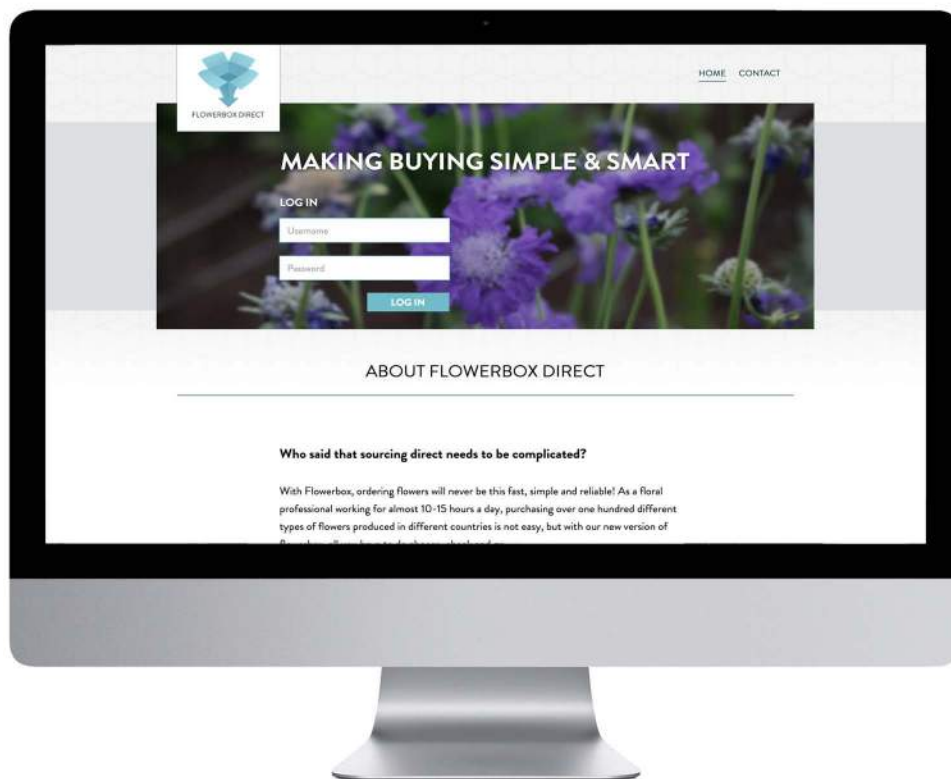 FLOWERBOX DIRECT
HOME CONTACT
MAKING BUYING SIMPLE & SMART
LOG IN
Username
Password
LOG IN
ABOUT FLOWERBOX DIRECT
Who said that sourcing direct needs to be complicated?
With Flowerbox, ordering flowers will never be this fast, simple and reliable! As a floral
professional working for almost 10-15 hours a day, purchasing over one hundred different
types of flowers produced in different countries is not easy, but with our new version of